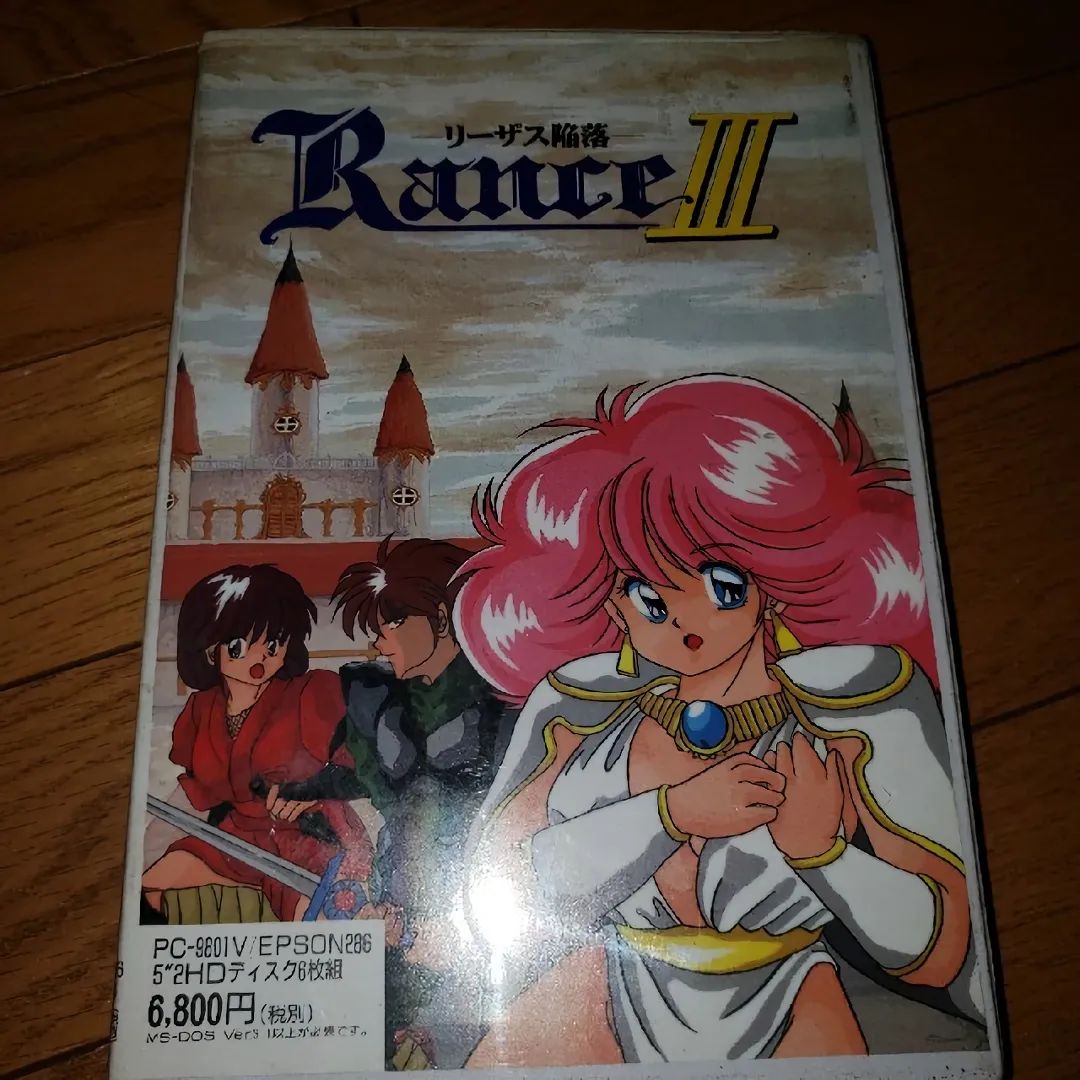 ―リーザス陥落―
Rance III
PC-9801V/EPSON286
5"2HDディスク6枚組
6,800円(税別)
MS-DOS Ver3.1以上が必要です。